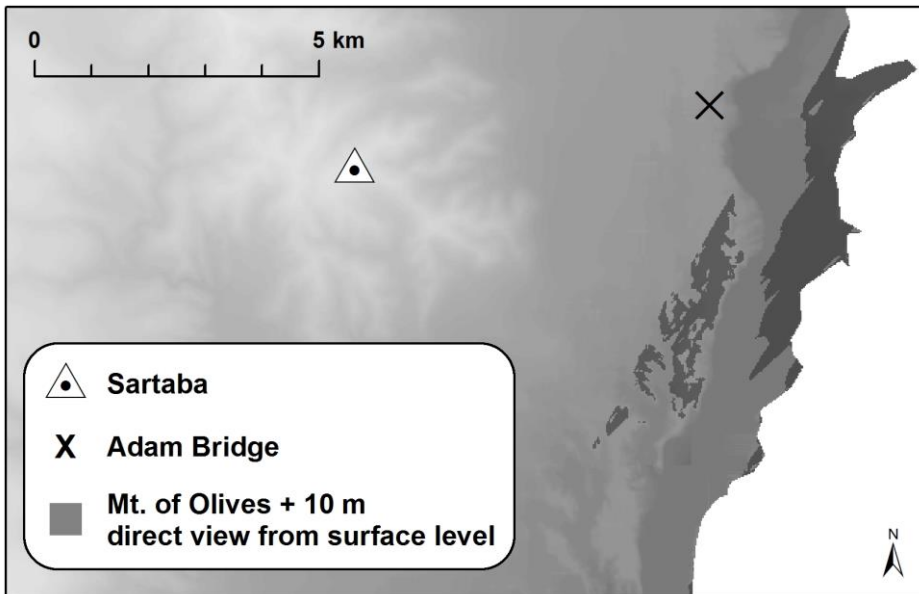 0
5 km
Sartaba
X Adam Bridge
Mt. of Olives + 10 m
direct view from surface level
N